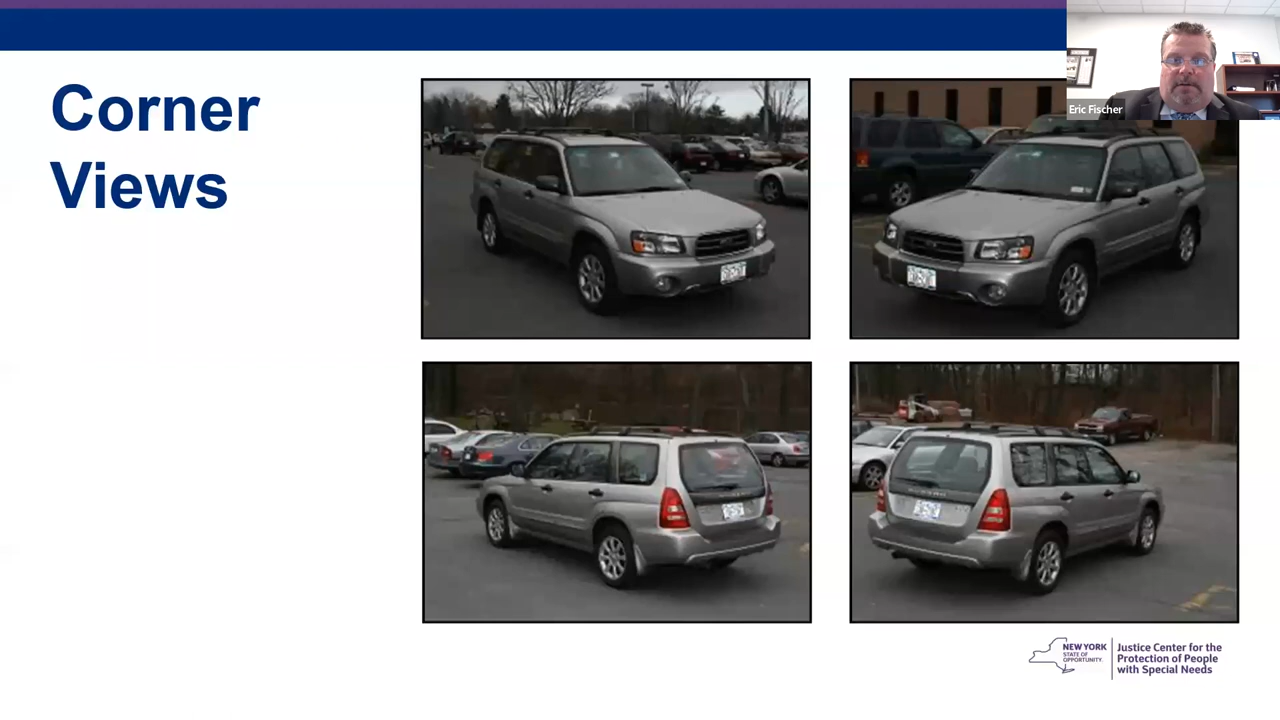 Corner
Views
Eric Fischer
NEW YORK
STATE OF
OPPORTUNITY.
Justice Center for the
Protection of People
with Special Needs